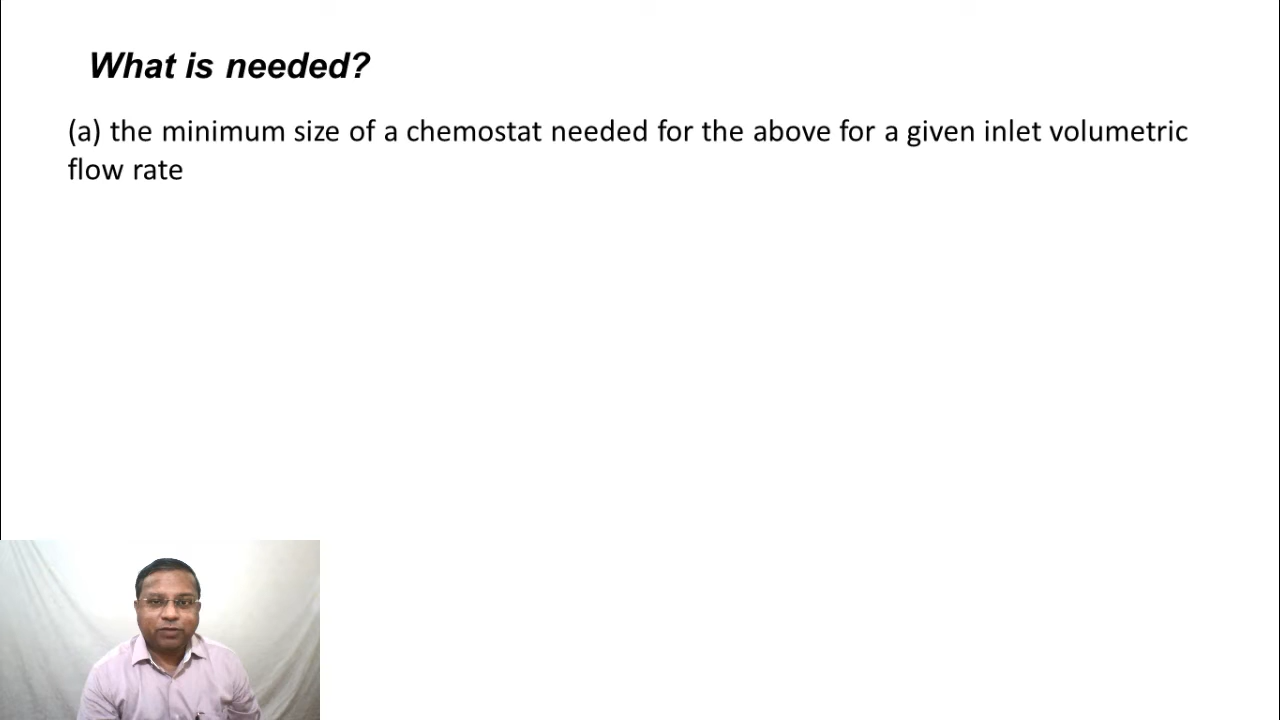 What is needed?
(a) the minimum size of a chemostat needed for the above for a given inlet volumetric
flow rate